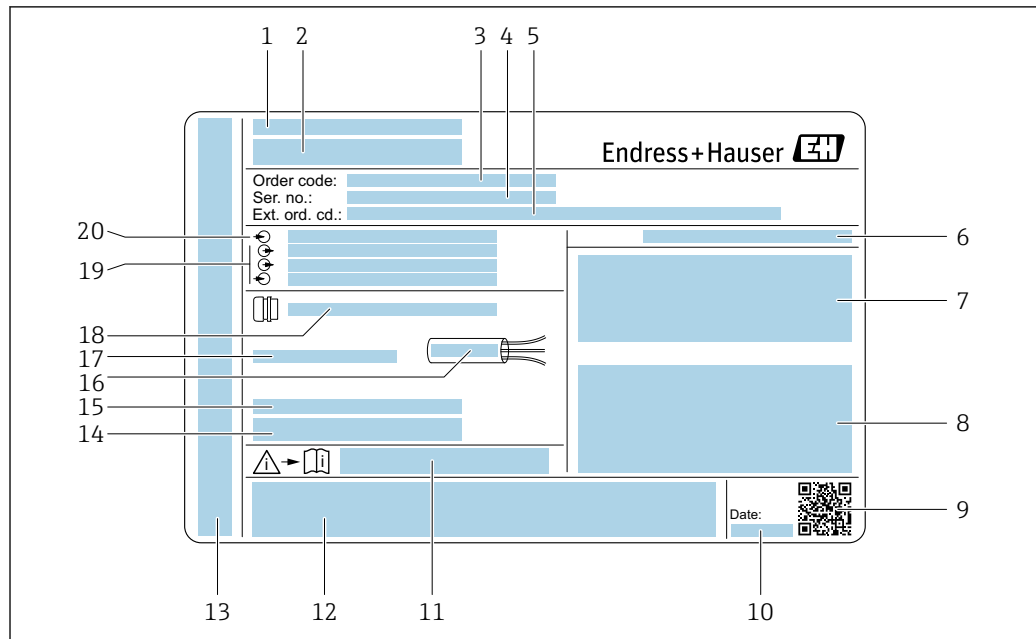 1 2 3 4 5
Endress+Hauser EH
Order code:
Ser. no.:
Ext. ord. cd.:
20
19
6
7
18
17
16
15
14
8
i
i
9
Date:
13 12 11 10